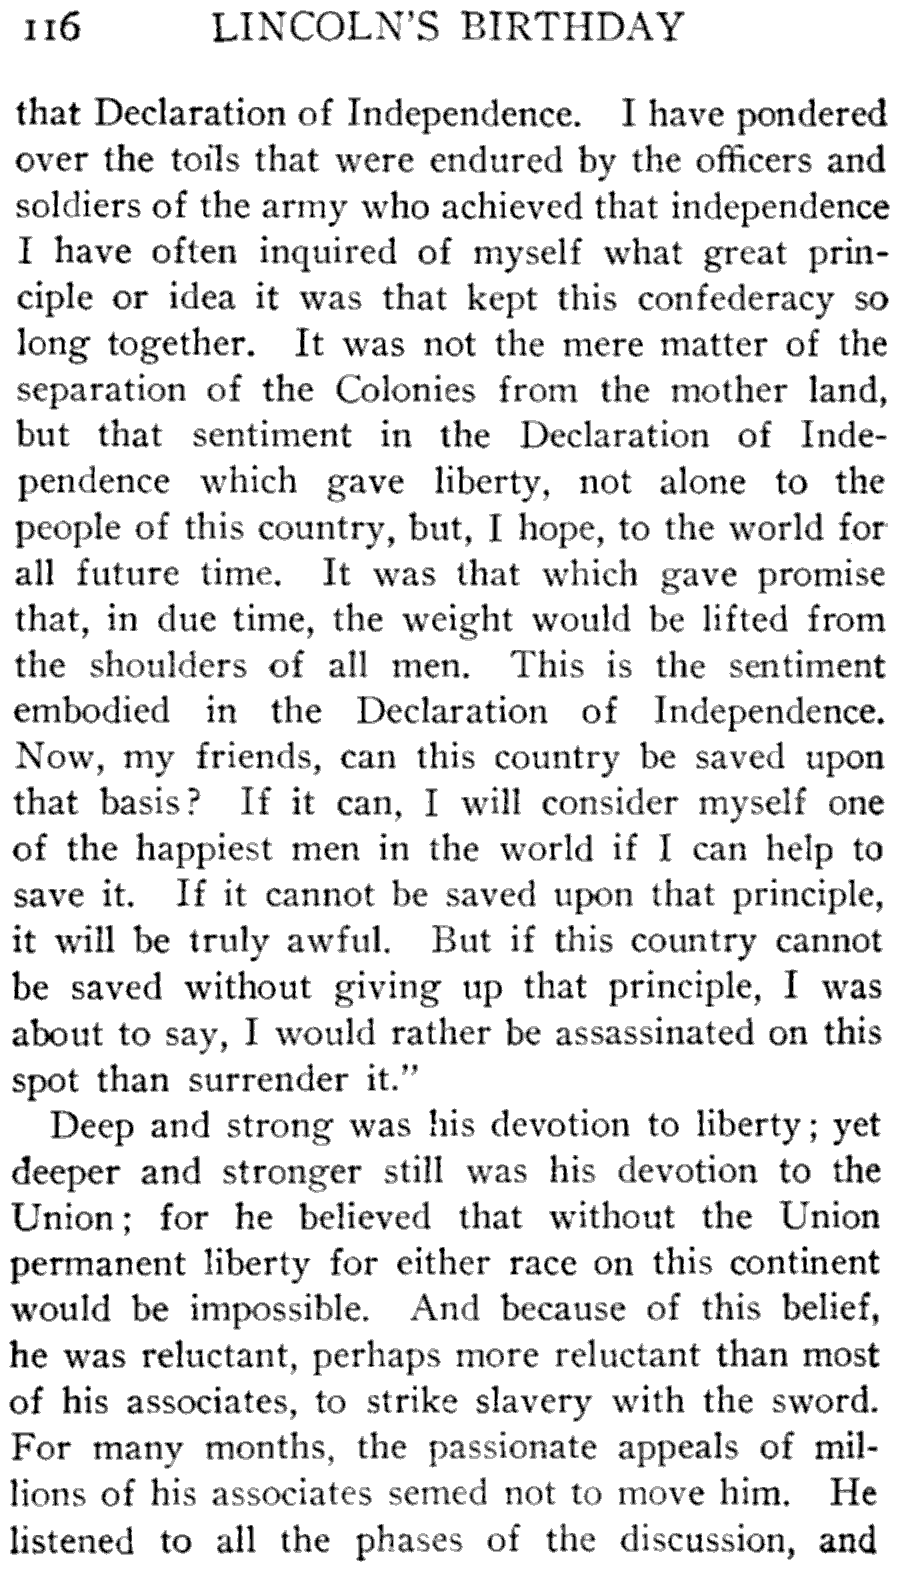 116 LINCOLN'S BIRTHDAY
that Declaration of Independence. I have pondered
over the toils that were endured by the officers and
soldiers of the army who achieved that independence
I have often inquired of myself what great prin-
ciple or idea it was that kept this confederacy so
long together. It was not the mere matter of the
separation of the Colonies from the mother land,
but that sentiment in the Declaration of Inde-
pendence which gave liberty, not alone to the
people of this country, but, I hope, to the world for
all future time. It was that which gave promise
that, in due time, the weight would be lifted from
the shoulders of all men. This is the sentiment
embodied in the Declaration of Independence.
Now, my friends, can this country be saved upon
that basis? If it can, I will consider myself one
of the happiest men in the world if I can help to
save it. If it cannot be saved upon that principle,
it will be truly awful. But if this country cannot
be saved without giving up that principle, I was
about to say, I would rather be assassinated on this
spot than surrender it."
Deep and strong was his devotion to liberty; yet
deeper and stronger still was his devotion to the
Union; for he believed that without the Union
permanent liberty for either race on this continent
would be impossible. And because of this belief,
he was reluctant, perhaps more reluctant than most
of his associates, to strike slavery with the sword.
For many months, the passionate appeals of mil-
lions of his associates semed not to move him. He
listened to all the phases of the discussion, and